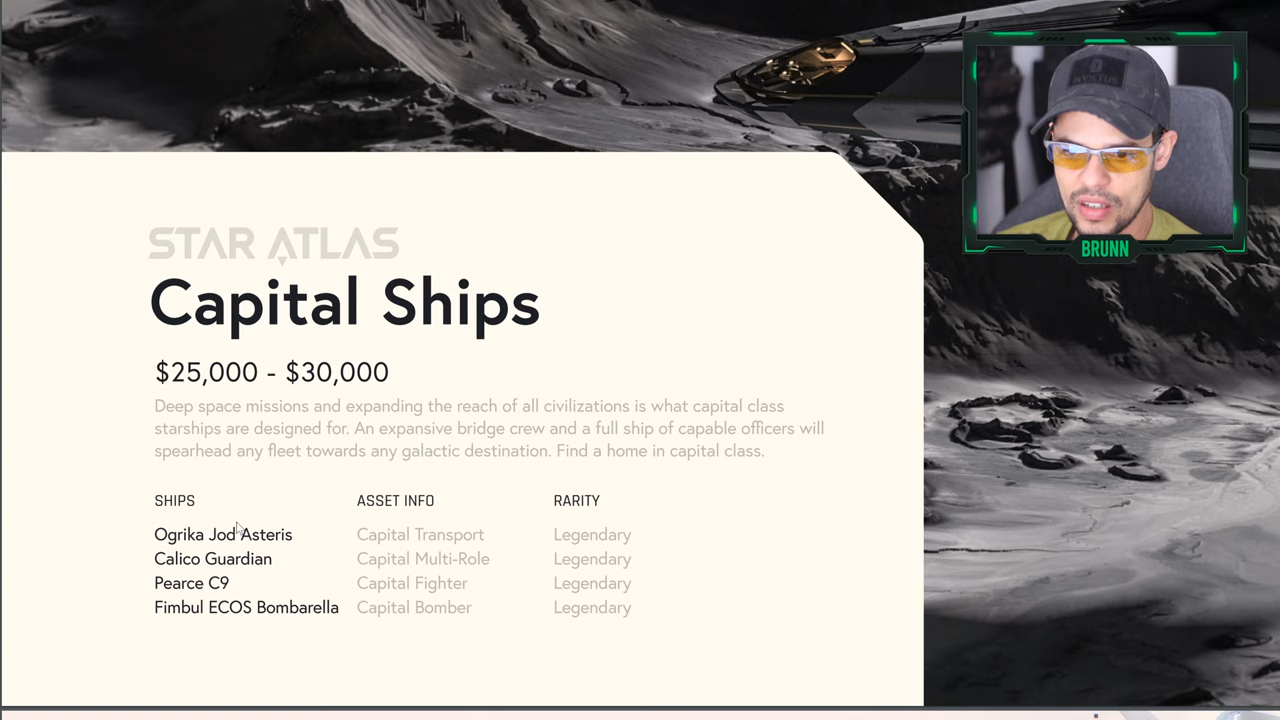 INVICTUS
BRUNN
STAR ATLAS
Capital Ships
$25,000 - $30,000
Deep space missions and expanding the reach of all civilizations is what capital class
starships are designed for. An expansive bridge crew and a full ship of capable officers will
spearhead any fleet towards any galactic destination. Find a home in capital class.
SHIPS ASSET INFO RARITY
Ogrika Jod Asteris Capital Transport Legendary
Calico Guardian Capital Multi-Role Legendary
Pearce C9 Capital Fighter Legendary
Fimbul ECOS Bombarella Capital Bomber Legendary